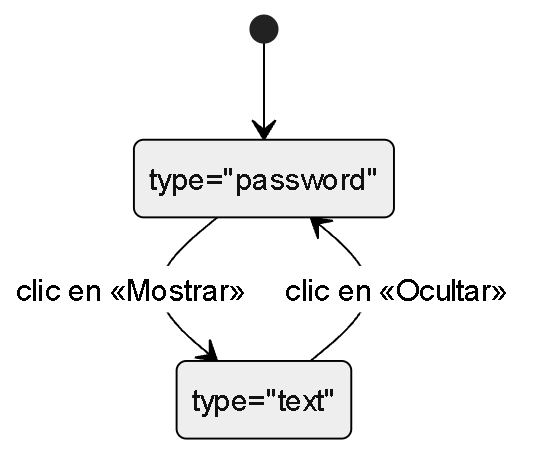 type="password"
clic en «Mostrar»
clic en «Ocultar»
type="text"